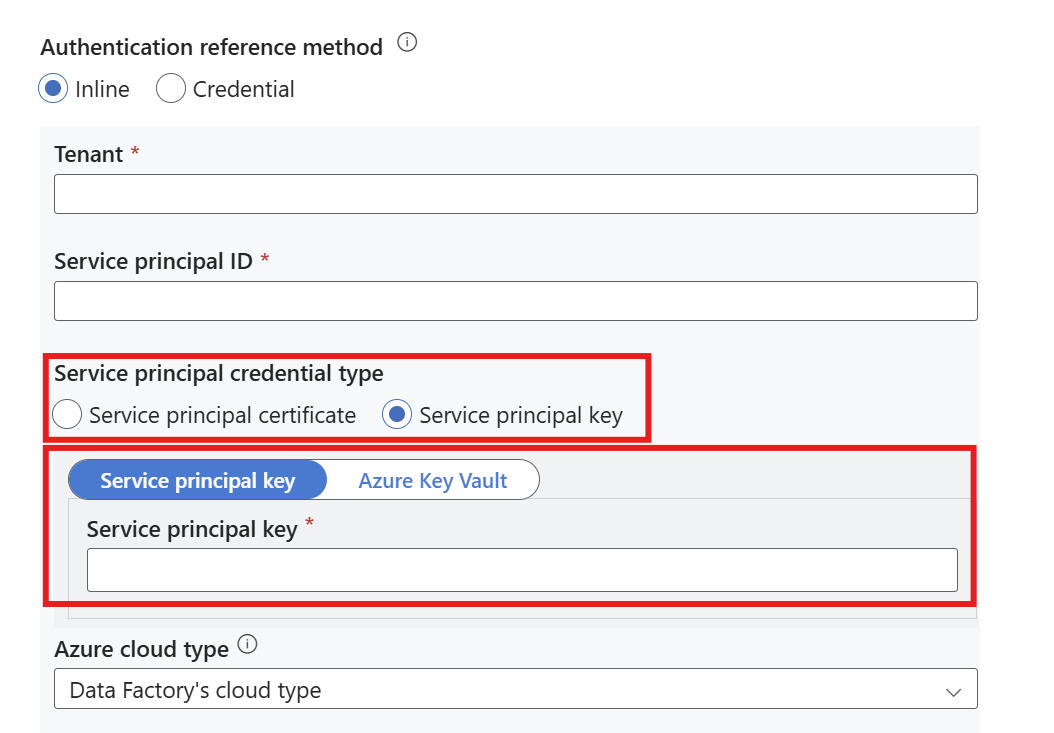 Authentication reference method
Inline Credential
Tenant *
Service principal ID *
Service principal credential type
Service principal certificate Service principal key
Service principal key Azure Key Vault
Service principal key *
Azure cloud type
Data Factory's cloud type